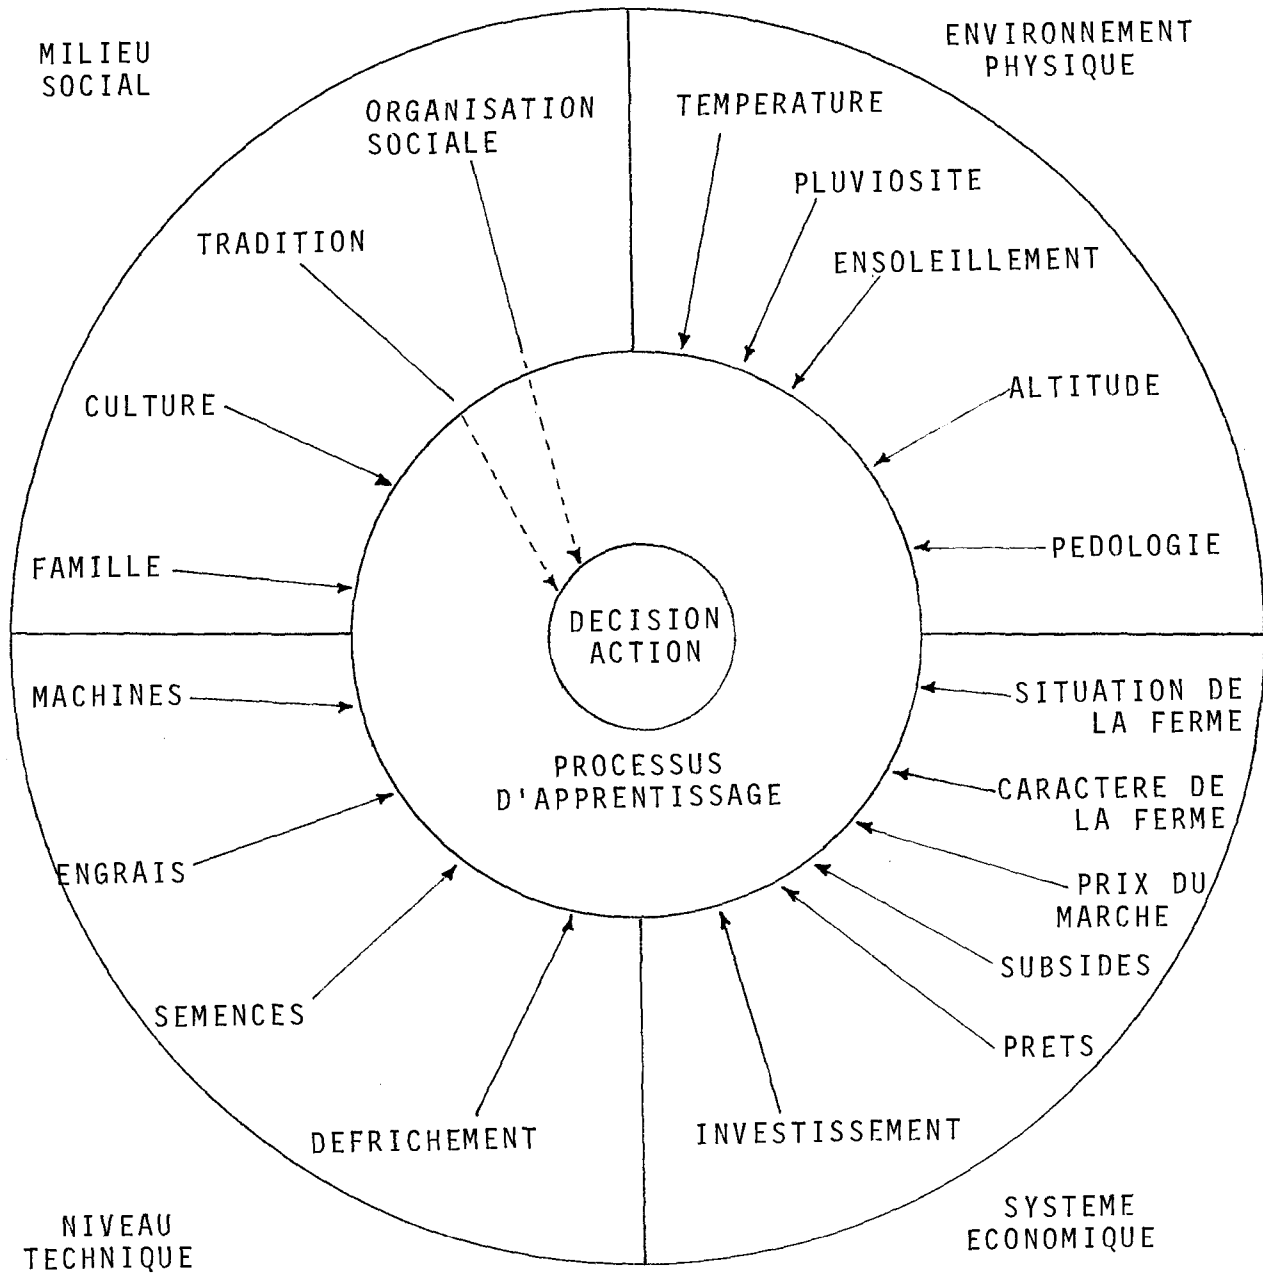 MILIEU
SOCIAL
ENVIRONNEMENT
PHYSIQUE
ORGANISATION
SOCIALE
TEMPERATURE
PLUVIOSITE
TRADITION
ENSOLEILLEMENT
CULTURE
ALTITUDE
FAMILLE
PEDOLOGIE
DECISION
ACTION
MACHINES
SITUATION DE
LA FERME
PROCESSUS
D'APPRENTISSAGE
CARACTERE DE
LA FERME
ENGRAIS
PRIX DU
MARCHE
SUBSIDES
SEMENCES
PRETS
DEFRICHEMENT
INVESTISSEMENT
NIVEAU
TECHNIQUE
SYSTEME
ECONOMIQUE